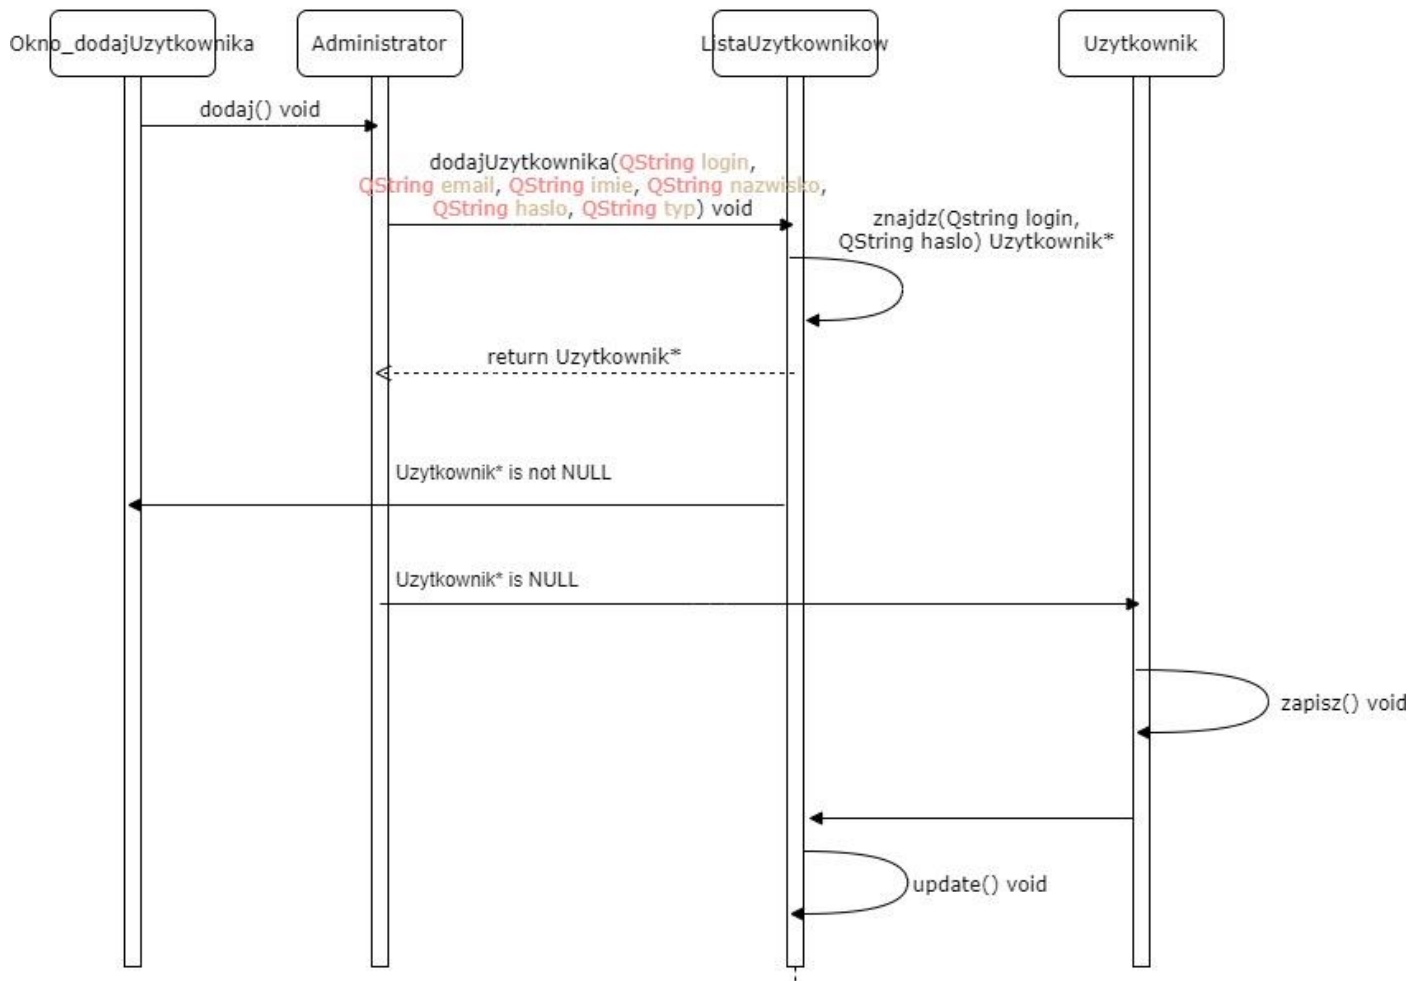 Okno_dodajUzytkownika
Administrator
ListaUzytkownikow
Uzytkownik
dodaj() void
dodajUzytkownika(QString login,
QString email, QString imie, QString nazwisko,
QString haslo, QString typ) void
znajdz(Qstring login,
QString haslo) Uzytkownik*
return Uzytkownik*
Uzytkownik* is not NULL
Uzytkownik* is NULL
zapisz() void
update() void